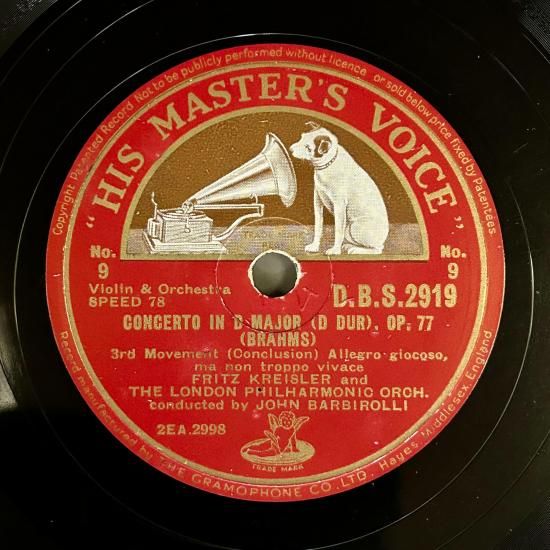 Copyright Patented Record Not to be publicly performed without licence or sold below price fixed by Patentees
"HIS MASTER'S VOICE"
No. 9
No. 9
Violin & Orchestra
SPEED 78
D.B.S.2919
CONCERTO IN D MAJOR (D DUR), OP. 77
(BRAHMS)
3rd Movement (Conclusion) Allegro giocoso,
ma non troppo vivace
FRITZ KREISLER and
THE LONDON PHILHARMONIC ORCH.
conducted by JOHN BARBIROLLI
2EA.2998
TRADE MARK
Record manufactured by THE GRAMOPHONE CO., LTD., Hayes, Middlesex, England